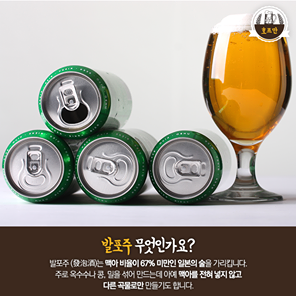 호프만
발포주 무엇인가요?
발포주 (發泡酒)는 맥아 비율이 67% 미만인 일본의 술을 가리킵니다.
주로 옥수수나 콩, 밀을 섞어 만드는데 아예 맥아를 전혀 넣지 않고
다른 곡물로만 만들기도 합니다.